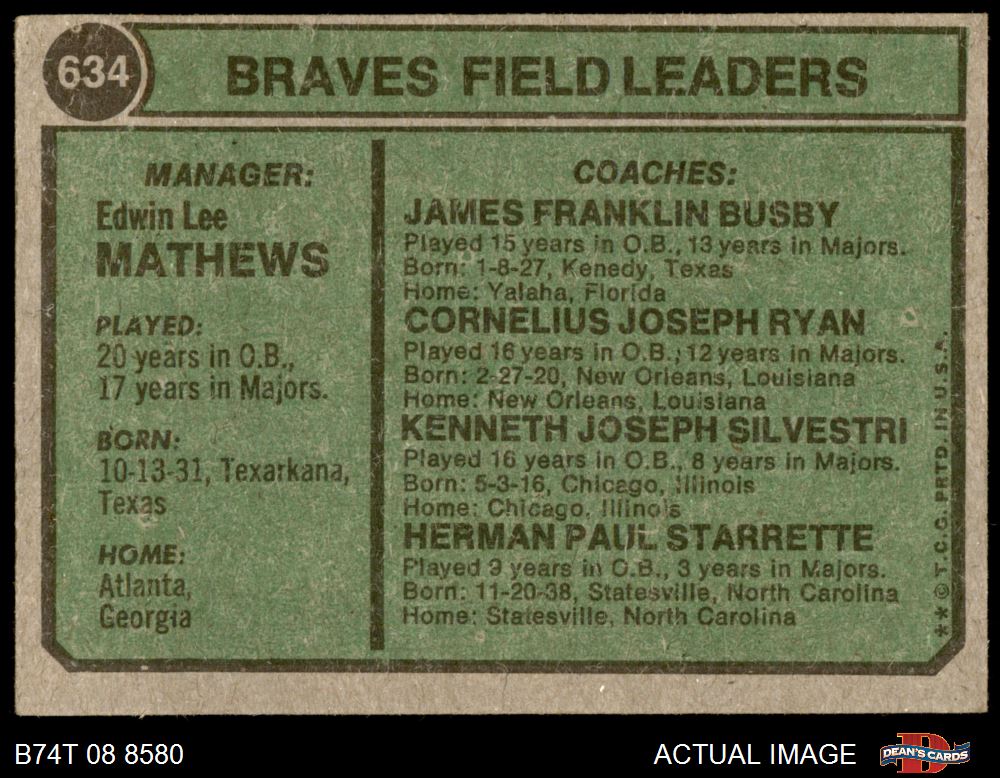 634
BRAVES FIELD LEADERS
MANAGER:
Edwin Lee
MATHEWS
PLAYED:
20 years in O.B.,
17 years in Majors.
BORN:
10-13-31, Texarkana,
Texas
HOME:
Atlanta,
Georgia
COACHES:
JAMES FRANKLIN BUSBY
Played 15 years in O.B., 13 years in Majors.
Born: 1-8-27, Kenedy, Texas
Home: Yalaha, Florida
CORNELIUS JOSEPH RYAN
Played 16 years in O.B., 12 years in Majors.
Born: 2-27-20, New Orleans, Louisiana
Home: New Orleans, Louisiana
KENNETH JOSEPH SILVESTRI
Played 16 years in O.B., 8 years in Majors.
Born: 5-3-16, Chicago, Illinois
Home: Chicago, Illinois
HERMAN PAUL STARRETTE
Played 9 years in O.B., 3 years in Majors.
Born: 11-20-38, Statesville, North Carolina
Home: Statesville, North Carolina
** © T.C.G. PRTD. IN U.S.A.
B74T 08 8580
ACTUAL IMAGE
DEAN'S CARDS